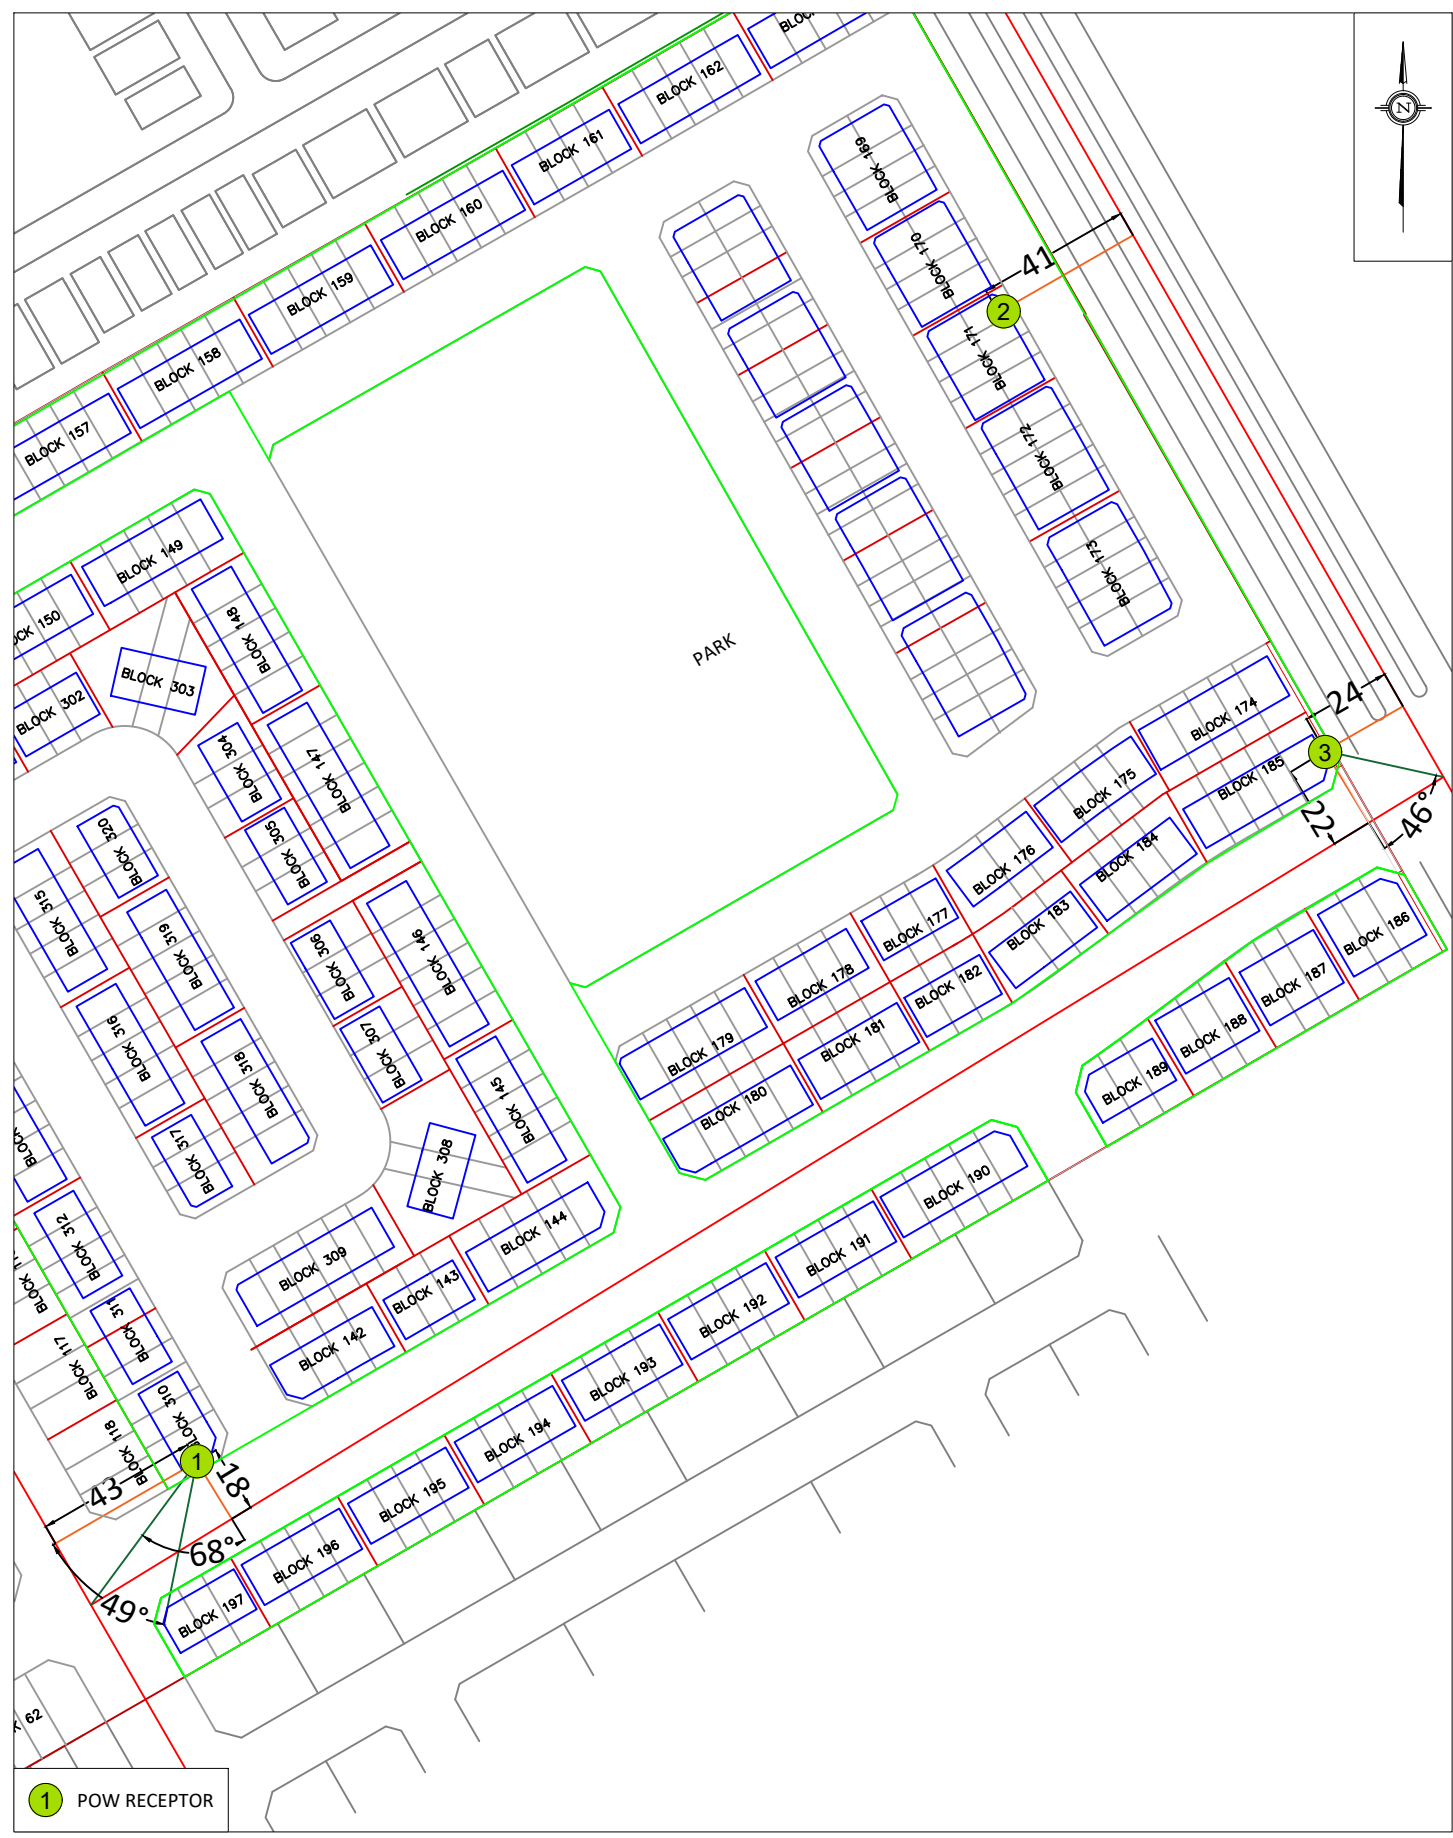 BLOCK 162
BLOCK 161
BLOCK 160
BLOCK 159
BLOCK 158
BLOCK 157
N
BLOCK 169
BLOCK 170
41
2
BLOCK 171
BLOCK 172
BLOCK 173
BLOCK 149
BLOCK 148
BLOCK 303
BLOCK 302
PARK
BLOCK 304
BLOCK 147
BLOCK 305
24
BLOCK 174
3
BLOCK 185
BLOCK 175
22
46°
BLOCK 184
BLOCK 176
BLOCK 320
BLOCK 315
BLOCK 319
BLOCK 306
BLOCK 146
BLOCK 177
BLOCK 183
BLOCK 186
BLOCK 178
BLOCK 182
BLOCK 187
BLOCK 316
BLOCK 307
BLOCK 179
BLOCK 181
BLOCK 188
BLOCK 318
BLOCK 145
BLOCK 180
BLOCK 189
BLOCK 317
BLOCK 308
BLOCK 190
BLOCK 312
BLOCK 309
BLOCK 144
BLOCK 191
BLOCK 143
BLOCK 192
BLOCK 311
BLOCK 117
BLOCK 142
BLOCK 193
BLOCK 310
BLOCK 118
BLOCK 194
1
43
18
BLOCK 195
68°
BLOCK 196
49°
BLOCK 197
62
1 POW RECEPTOR